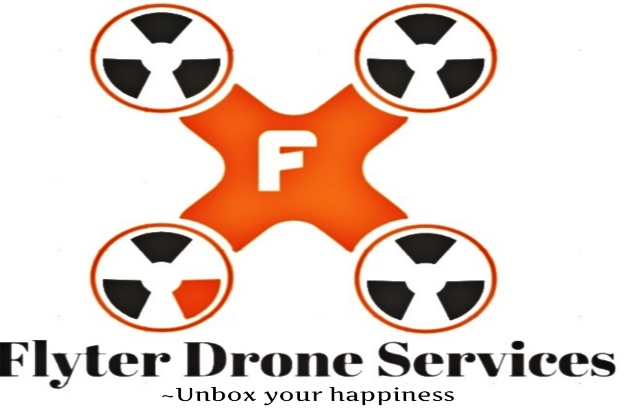 F
Flyter Drone Services
~Unbox your happiness